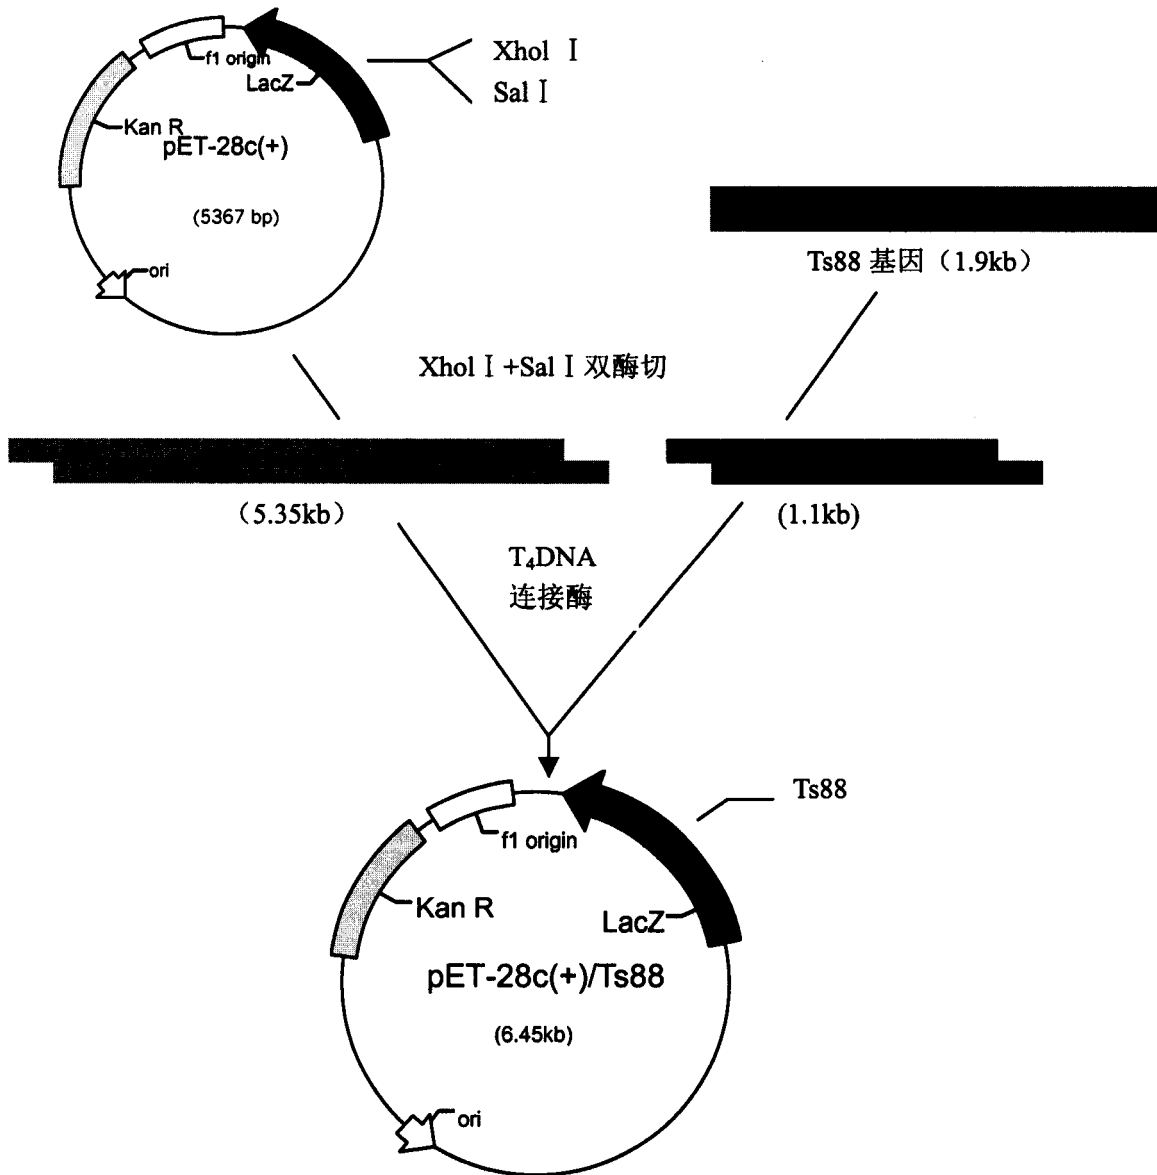 f1 origin
LacZ
Xhol Ⅰ
Sal Ⅰ
Kan R
pET-28c(+)
(5367 bp)
ori
Ts88 基因（1.9kb）
Xhol Ⅰ+Sal Ⅰ 双酶切
（5.35kb）
(1.1kb)
T₄DNA
连接酶
Ts88
f1 origin
Kan R
LacZ
pET-28c(+)/Ts88
(6.45kb)
ori